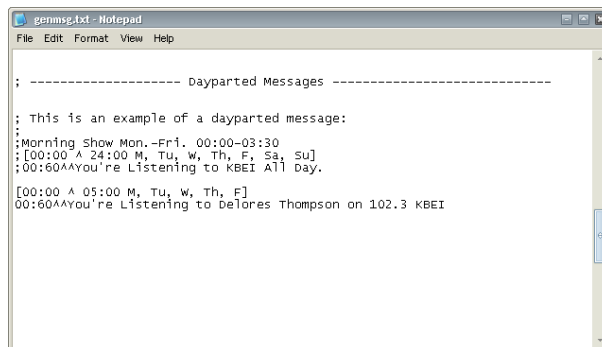 genmsg.txt - Notepad
File Edit Format View Help
; -------------------- Dayparted Messages -----------------------------
; This is an example of a dayparted message:
;
;Morning Show Mon.-Fri. 00:00-03:30
;[00:00 ^ 24:00 M, Tu, W, Th, F, Sa, Su]
;00:60^^You're Listening to KBEI All Day.
[00:00 ^ 05:00 M, Tu, W, Th, F]
00:60^^You're Listening to Delores Thompson on 102.3 KBEI